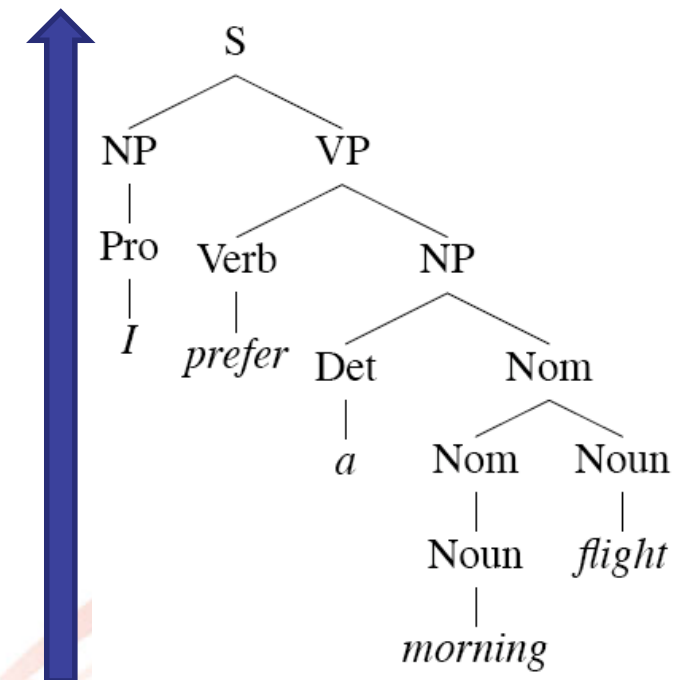 S
NP VP
Pro Verb NP
I prefer Det Nom
a Nom Noun
Noun flight
morning